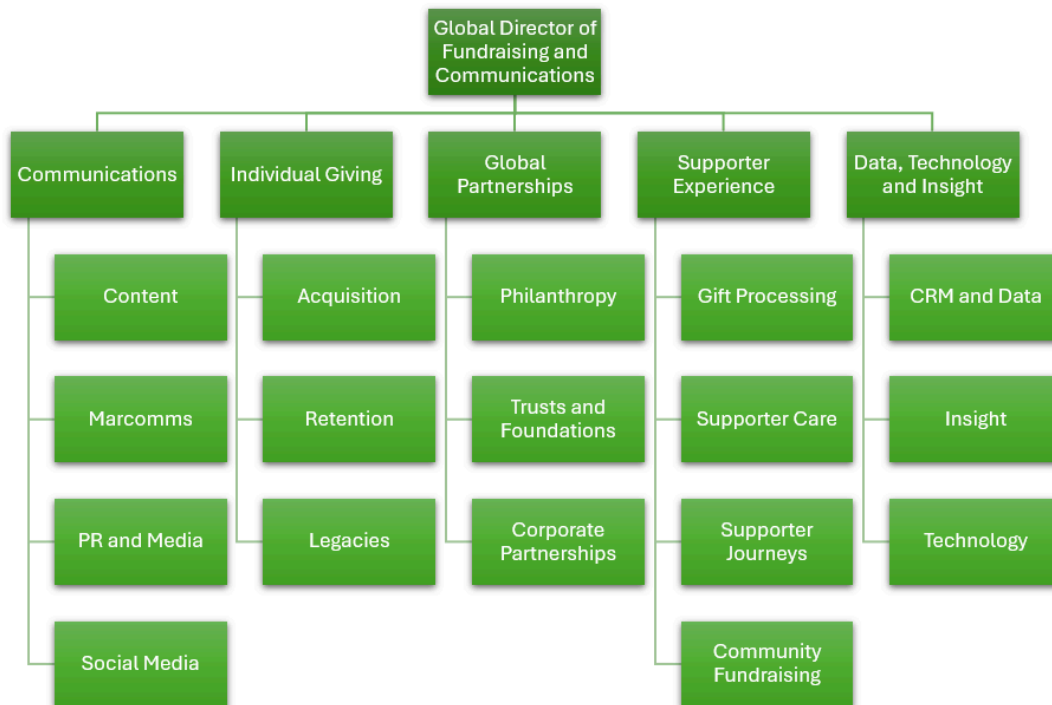 Global Director of
Fundraising and
Communications
Communications
Individual Giving
Global
Partnerships
Supporter
Experience
Data, Technology
and Insight
Content
Acquisition
Philanthropy
Gift Processing
CRM and Data
Marcomms
Retention
Trusts and
Foundations
Supporter Care
Insight
PR and Media
Legacies
Corporate
Partnerships
Supporter
Journeys
Technology
Social Media
Community
Fundraising